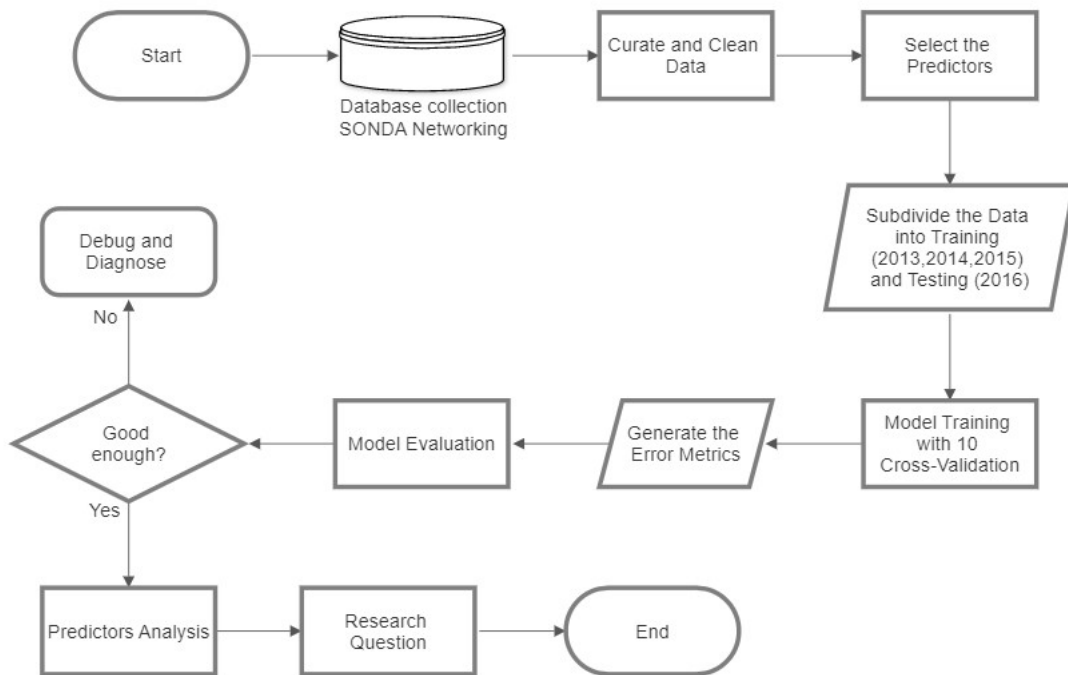 Start
Database collection
SONDA Networking
Curate and Clean
Data
Select the
Predictors
Subdivide the Data
into Training
(2013,2014,2015)
and Testing (2016)
Model Training
with 10
Cross-Validation
Generate the
Error Metrics
Model Evaluation
Good
enough?
No
Debug and
Diagnose
Yes
Predictors Analysis
Research
Question
End